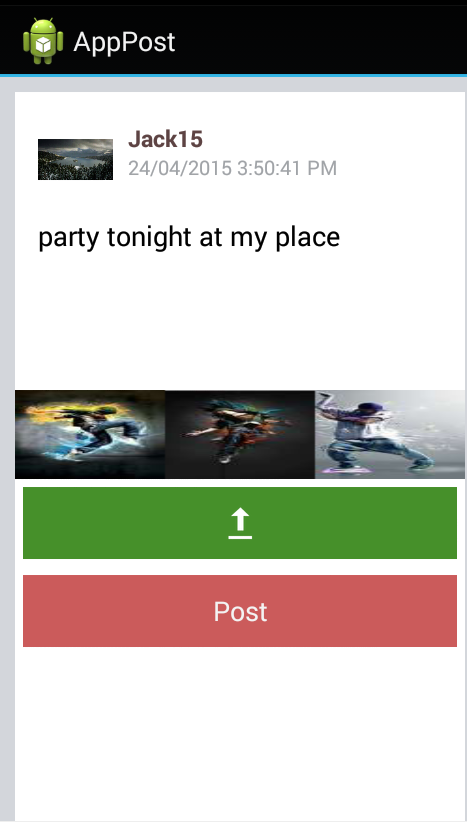 AppPost
Jack15
24/04/2015 3:50:41 PM
party tonight at my place
Post